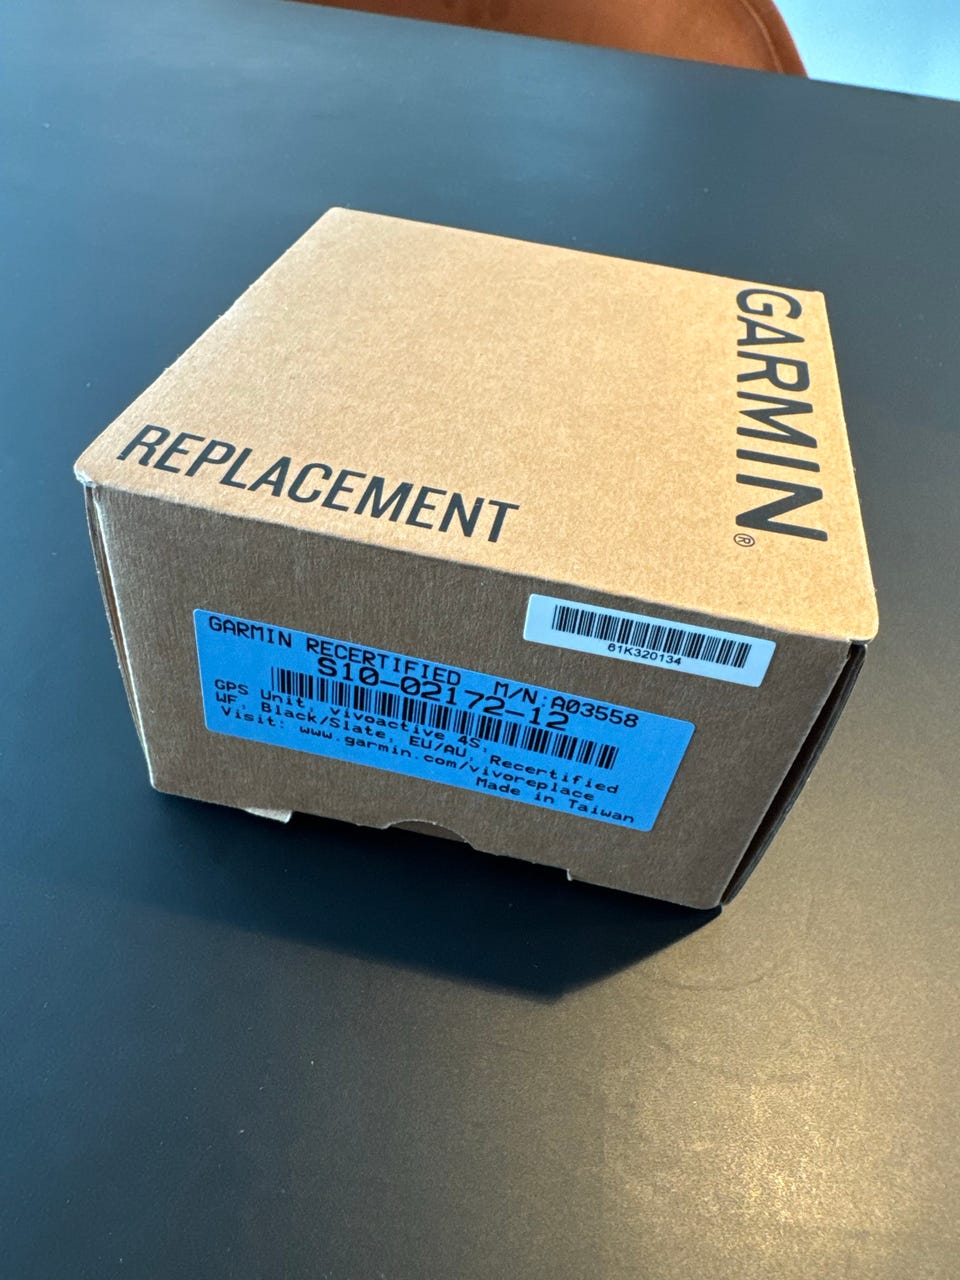 GARMIN®
REPLACEMENT
61K320134
GARMIN RECERTIFIED M/N:A03558
S10-02172-12
GPS Unit, vivoactive 4S,
WF, Black/Slate, EU/AU, Recertified
Visit: www.garmin.com/vivoreplace
Made in Taiwan